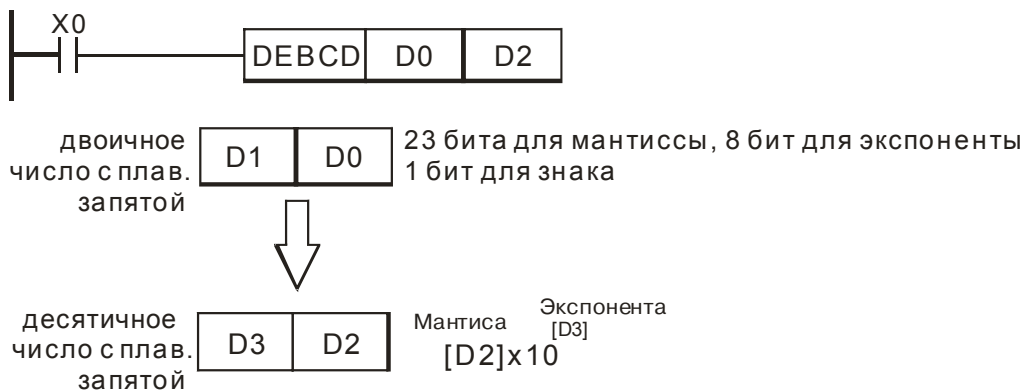 X0
DEBCD D0 D2
двоичное
число с плав.
запятой
D1 D0
23 бита для мантиссы, 8 бит для экспоненты
1 бит для знака
десятичное
число с плав.
запятой
D3 D2
Мантиса Экспонента
[D3]
[D2]x10